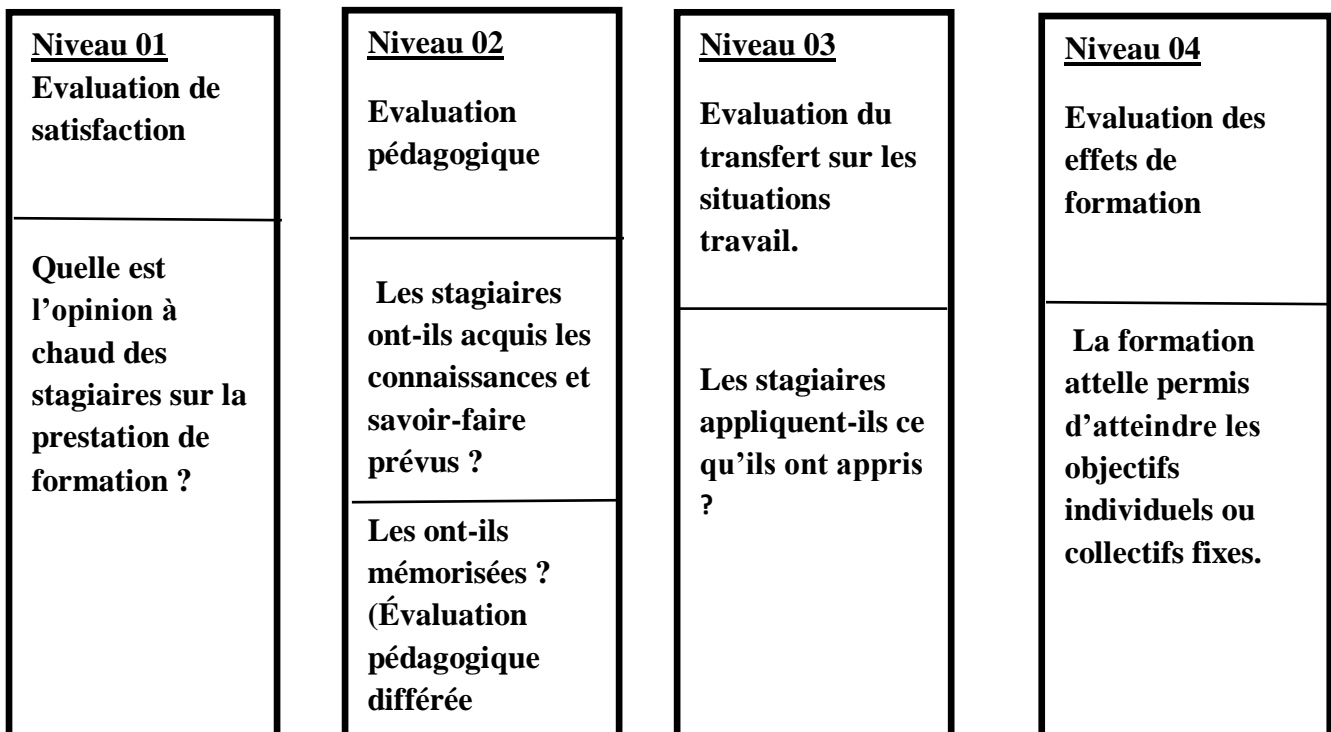 Niveau 01
Evaluation de
satisfaction
Quelle est
l’opinion à
chaud des
stagiaires sur la
prestation de
formation ?
Niveau 02
Evaluation
pédagogique
Les stagiaires
ont-ils acquis les
connaissances et
savoir-faire
prévus ?
Les ont-ils
mémorisées ?
(Évaluation
pédagogique
différée
Niveau 03
Evaluation du
transfert sur les
situations
travail.
Les stagiaires
appliquent-ils ce
qu’ils ont appris
?
Niveau 04
Evaluation des
effets de
formation
La formation
attelle permis
d’atteindre les
objectifs
individuels ou
collectifs fixes.